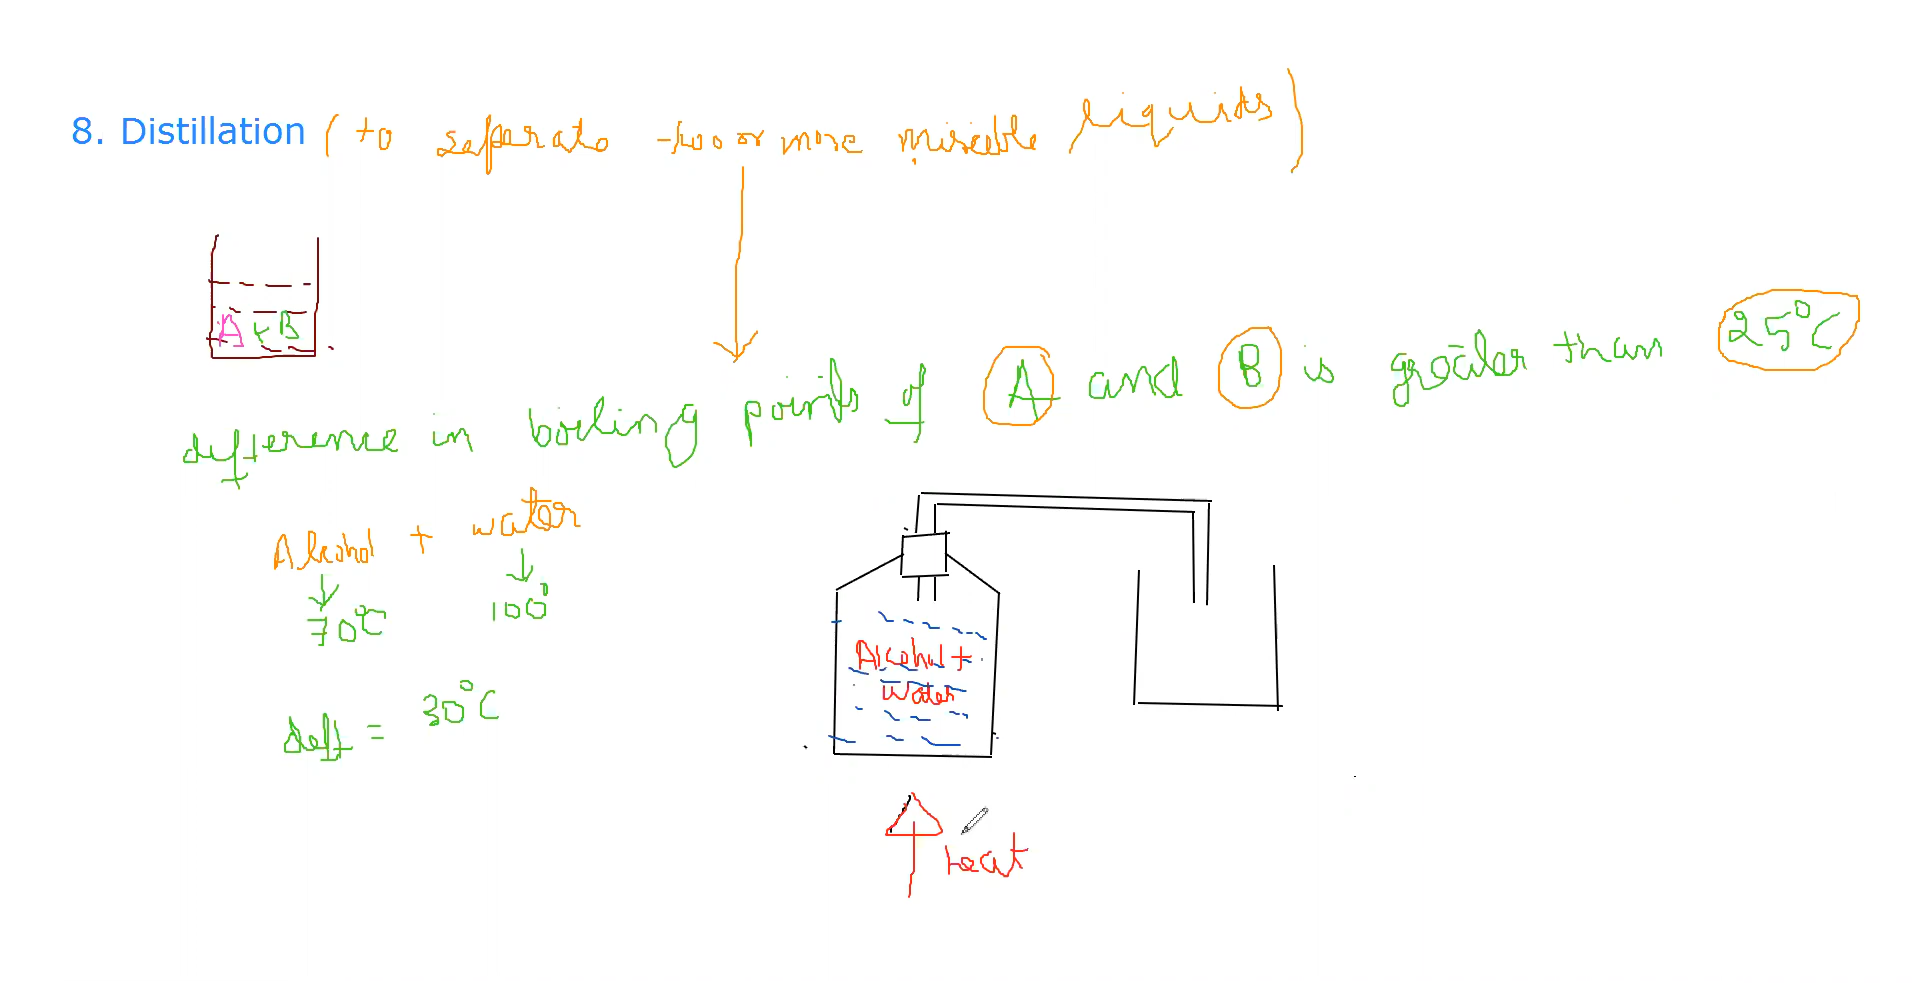 8. Distillation ( to seperate two or more miscible liquids)
A + B
difference in boiling points of A and B is greater than 25°C
Alcohol + water
70°C 100°
diff = 30°C
Alcohol +
water
heat